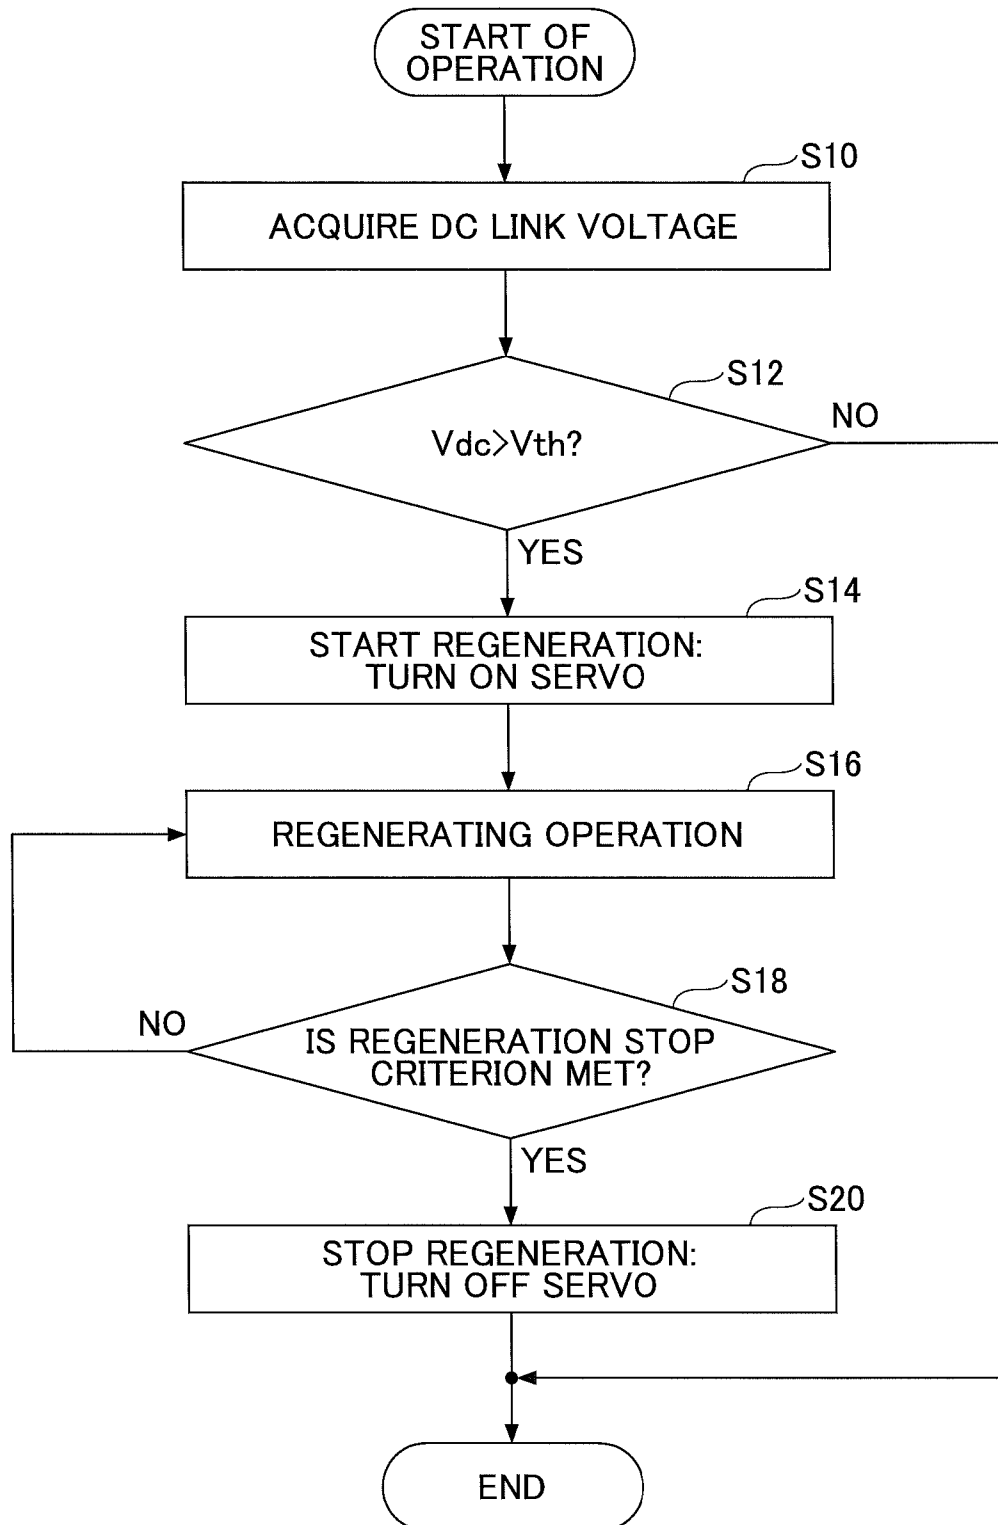 START OF
OPERATION
S10
ACQUIRE DC LINK VOLTAGE
S12
Vdc>Vth?
NO
YES
S14
START REGENERATION:
TURN ON SERVO
S16
REGENERATING OPERATION
S18
NO
IS REGENERATION STOP
CRITERION MET?
YES
S20
STOP REGENERATION:
TURN OFF SERVO
END